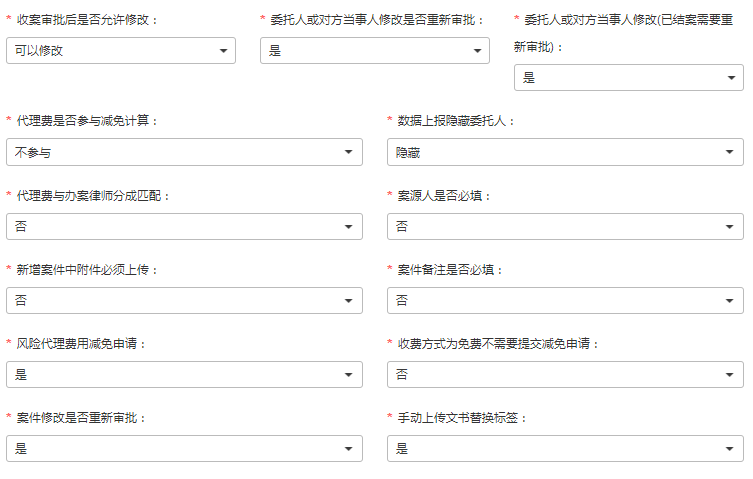 * 收案审批后是否允许修改：
可以修改
* 委托人或对方当事人修改是否重新审批：
是
* 委托人或对方当事人修改(已结案需要重
新审批)：
是
* 代理费是否参与减免计算：
不参与
* 数据上报隐藏委托人：
隐藏
* 代理费与办案律师分成匹配：
否
* 案源人是否必填：
否
* 新增案件中附件必须上传：
否
* 案件备注是否必填：
否
* 风险代理费用减免申请：
是
* 收费方式为免费不需要提交减免申请：
否
* 案件修改是否重新审批：
是
* 手动上传文书替换标签：
是